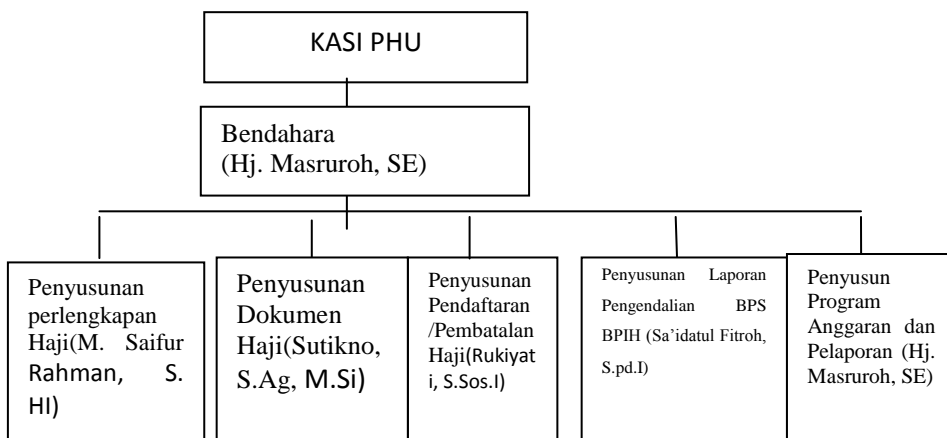 KASI PHU
Bendahara
(Hj. Masruroh, SE)
Penyusunan
perlengkapan
Haji(M. Saifur
Rahman, S.
HI)
Penyusunan
Dokumen
Haji(Sutikno,
S.Ag, M.Si)
Penyusunan
Pendaftaran
/Pembatalan
Haji(Rukiyat
i, S.Sos.I)
Penyusunan Laporan
Pengendalian BPS
BPIH (Sa’idatul Fitroh,
S.pd.I)
Penyusun
Program
Anggaran dan
Pelaporan (Hj.
Masruroh, SE)